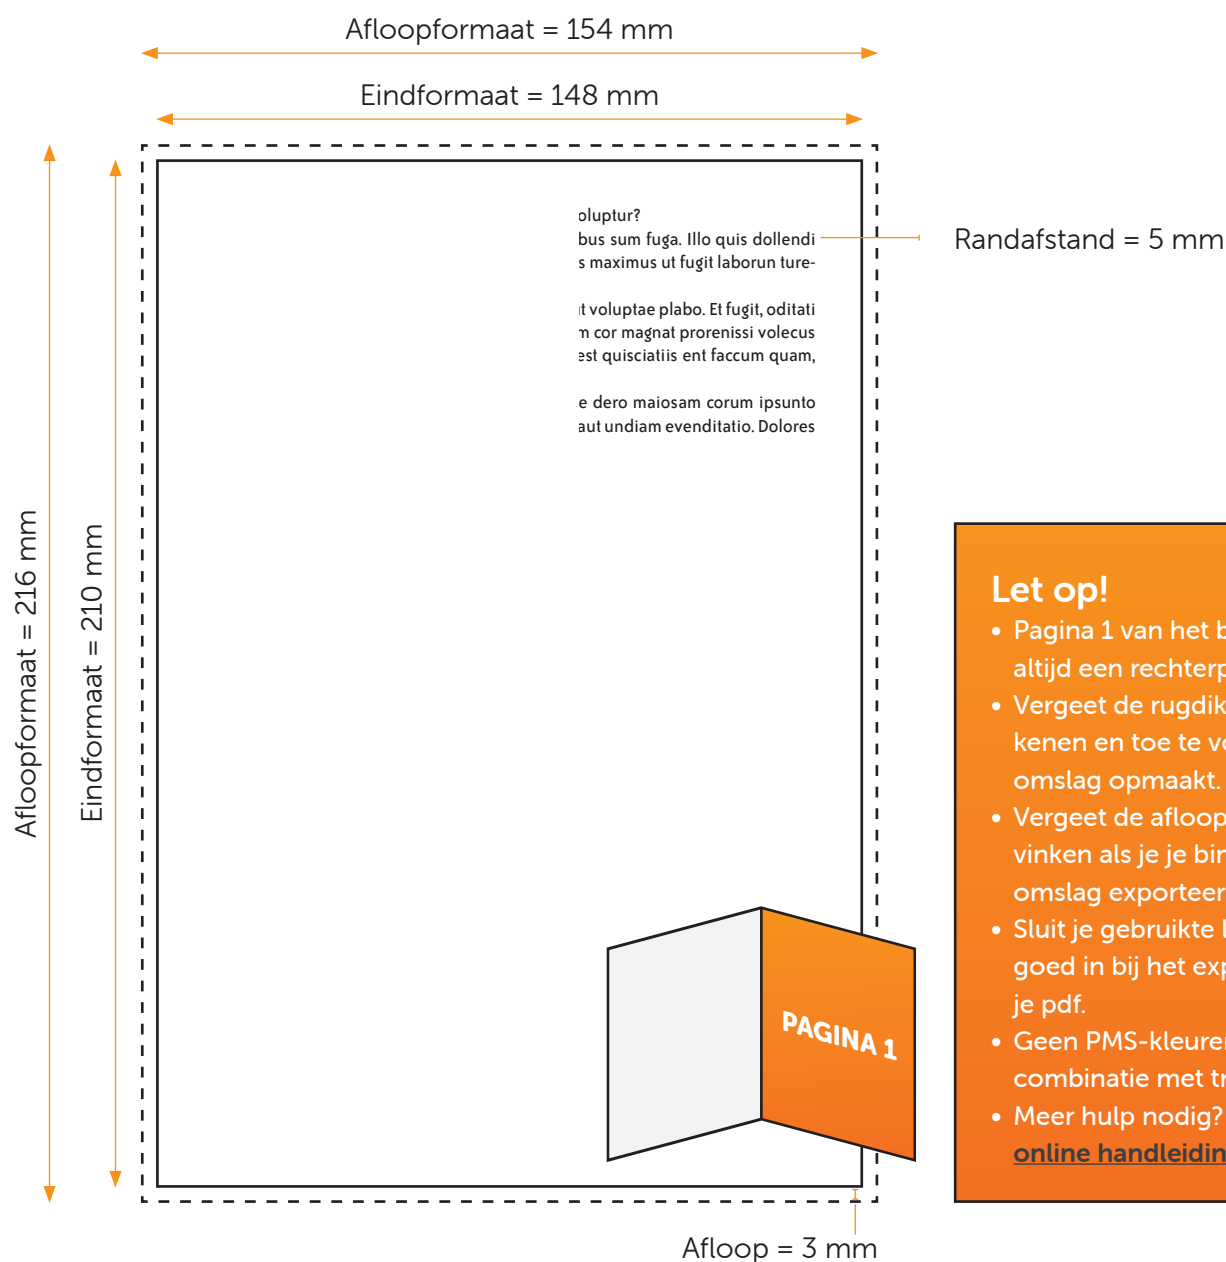 Afloopformaat = 154 mm
Eindformaat = 148 mm
Afloopformaat = 216 mm
Eindformaat = 210 mm
oluptur?
bus sum fuga. Illo quis dollendi
s maximus ut fugit laborun ture-
t voluptae plabo. Et fugit, oditati
m cor magnat prorenissi volecus
est quisciatiis ent faccum quam,
e dero maiosam corum ipsunto
aut undiam evenditatio. Dolores
Randafstand = 5 mm
Let op!
• Pagina 1 van het b
altijd een rechterp
• Vergeet de rugdik
kenen en toe te vo
omslag opmaakt.
• Vergeet de afloop
vinken als je je bin
omslag exporteer
• Sluit je gebruikte l
goed in bij het exp
je pdf.
• Geen PMS-kleuren
combinatie met tr
• Meer hulp nodig?
online handleidin
PAGINA 1
Afloop = 3 mm